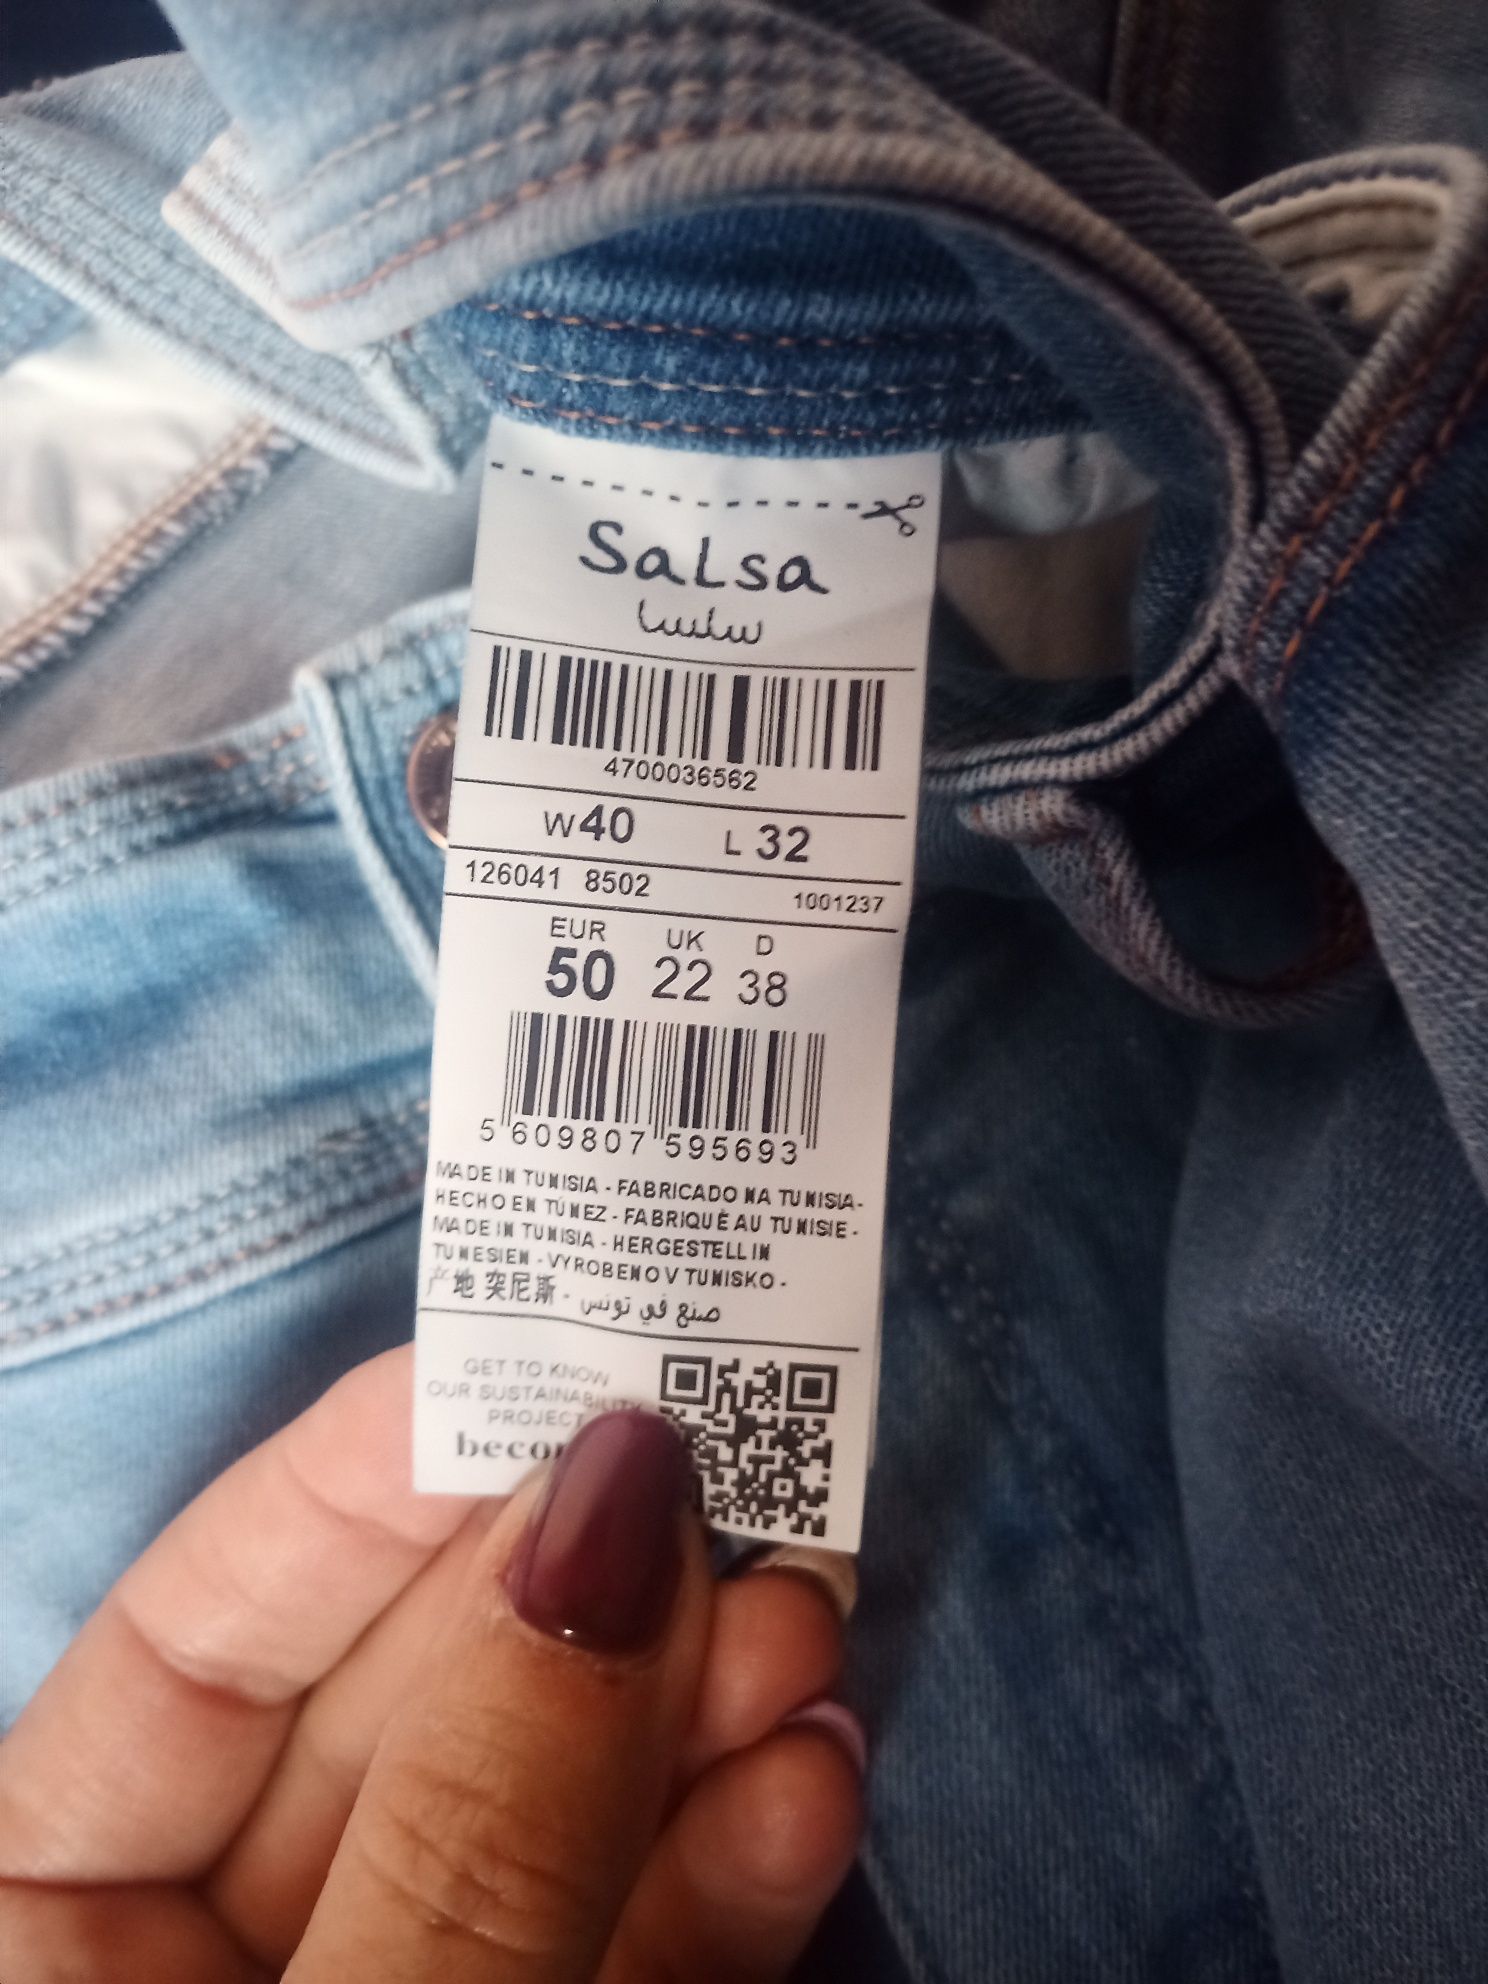 Salsa
سلسا
4700036562
W 40 L 32
126041 8502 1001237
EUR UK D
50 22 38
5 609807 595693
MADE IN TUNISIA - FABRICADO NA TUNISIA -
HECHO EN TÚNEZ - FABRIQUÉ AU TUNISIE -
MADE IN TUNISIA - HERGESTELL IN
TUNESIEN - VYROBENO V TUNISKO -
产地 突尼斯 - صنع في تونس
GET TO KNOW
OUR SUSTAINABILITY
PROJECT